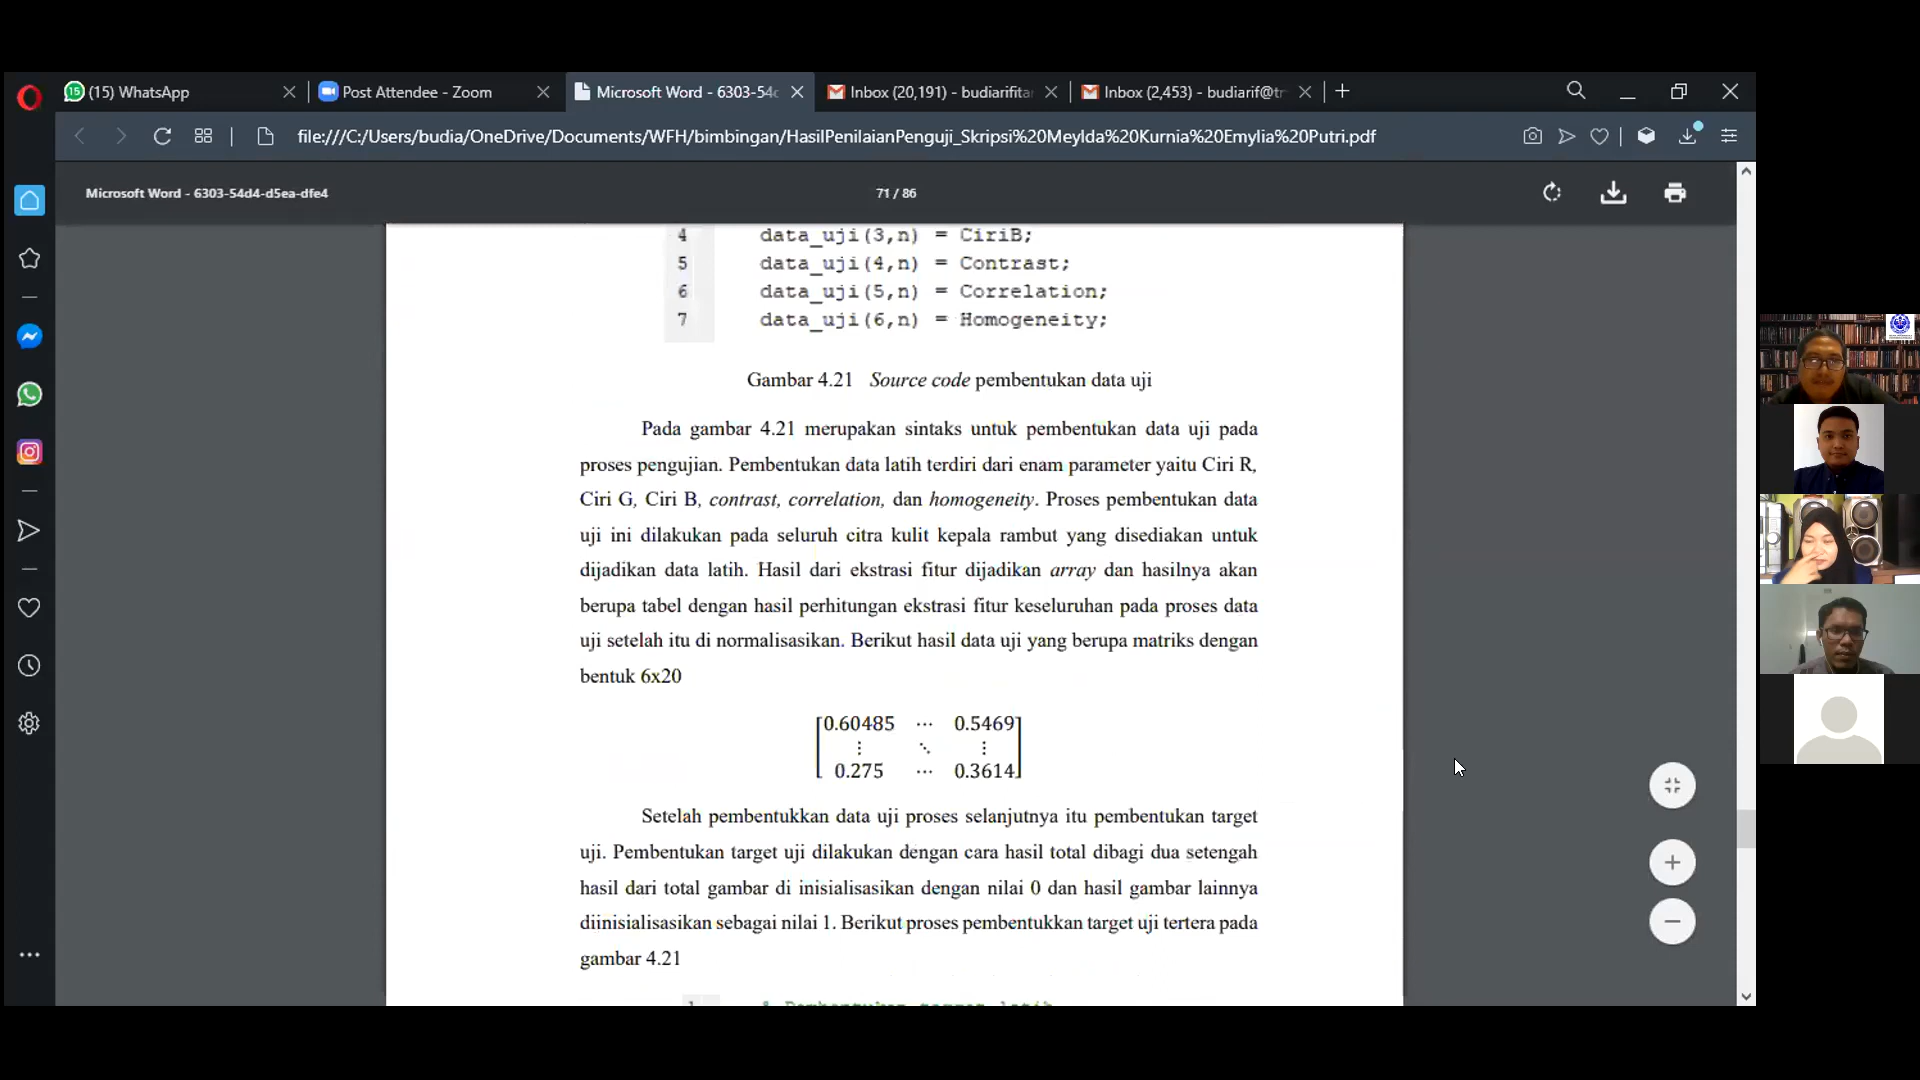 (15) WhatsApp
Post Attendee - Zoom
Microsoft Word - 6303-54
Inbox (20,191) - budiarifita
Inbox (2,453) - budiarif@tr
file:///C:/Users/budia/OneDrive/Documents/WFH/bimbingan/HasilPenilaianPenguji_Skripsi%20Meylda%20Kurnia%20Emylia%20Putri.pdf
Microsoft Word - 6303-54d4-d5ea-dfe4
71 / 86
4 data_uji(3,n) = CiriB;
5 data_uji(4,n) = Contrast;
6 data_uji(5,n) = Correlation;
7 data_uji(6,n) = Homogeneity;
Gambar 4.21 Source code pembentukan data uji
Pada gambar 4.21 merupakan sintaks untuk pembentukan data uji pada
proses pengujian. Pembentukan data latih terdiri dari enam parameter yaitu Ciri R,
Ciri G, Ciri B, contrast, correlation, dan homogeneity. Proses pembentukan data
uji ini dilakukan pada seluruh citra kulit kepala rambut yang disediakan untuk
dijadikan data latih. Hasil dari ekstrasi fitur dijadikan array dan hasilnya akan
berupa tabel dengan hasil perhitungan ekstrasi fitur keseluruhan pada proses data
uji setelah itu di normalisasikan. Berikut hasil data uji yang berupa matriks dengan
bentuk 6x20
[0.60485 ⋯ 0.5469]
⋮ ⋱ ⋮
0.275 ⋯ 0.3614
Setelah pembentukkan data uji proses selanjutnya itu pembentukan target
uji. Pembentukan target uji dilakukan dengan cara hasil total dibagi dua setengah
hasil dari total gambar di inisialisasikan dengan nilai 0 dan hasil gambar lainnya
diinisialisasikan sebagai nilai 1. Berikut proses pembentukkan target uji tertera pada
gambar 4.21